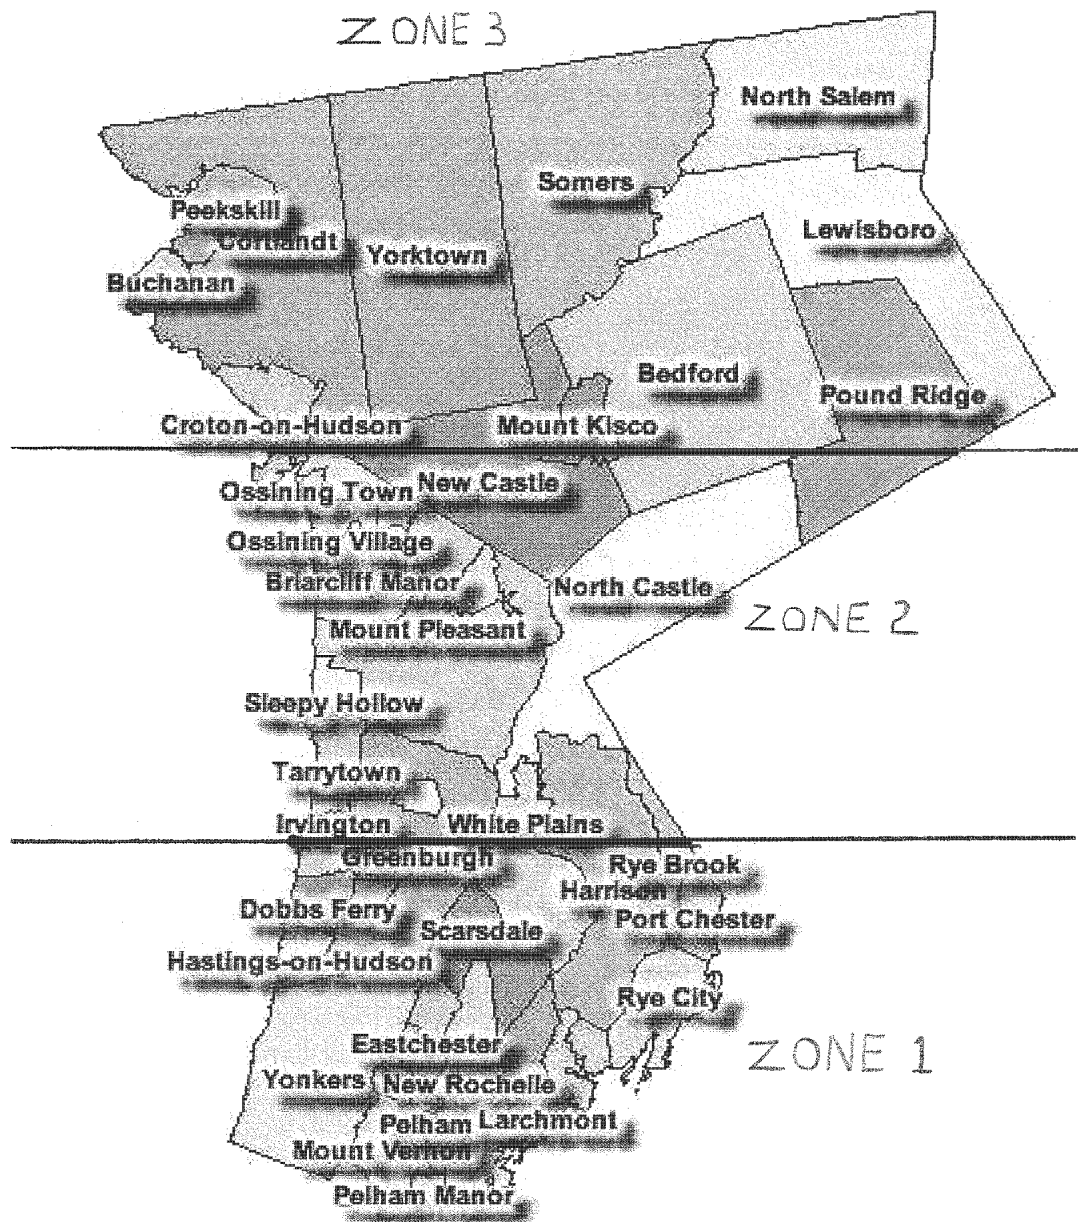 ZONE 3
North Salem
Somers
Peekskill
Lewisboro
Cortlandt
Yorktown
Buchanan
Bedford
Pound Ridge
Croton-on-Hudson
Mount Kisco
Ossining Town
New Castle
Ossining Village
Briarcliff Manor
North Castle
ZONE 2
Mount Pleasant
Sleepy Hollow
Tarrytown
Irvington
White Plains
Greenburgh
Rye Brook
Harrison
Dobbs Ferry
Port Chester
Scarsdale
Hastings-on-Hudson
Rye City
Eastchester
ZONE 1
Yonkers
New Rochelle
Pelham
Larchmont
Mount Vernon
Pelham Manor